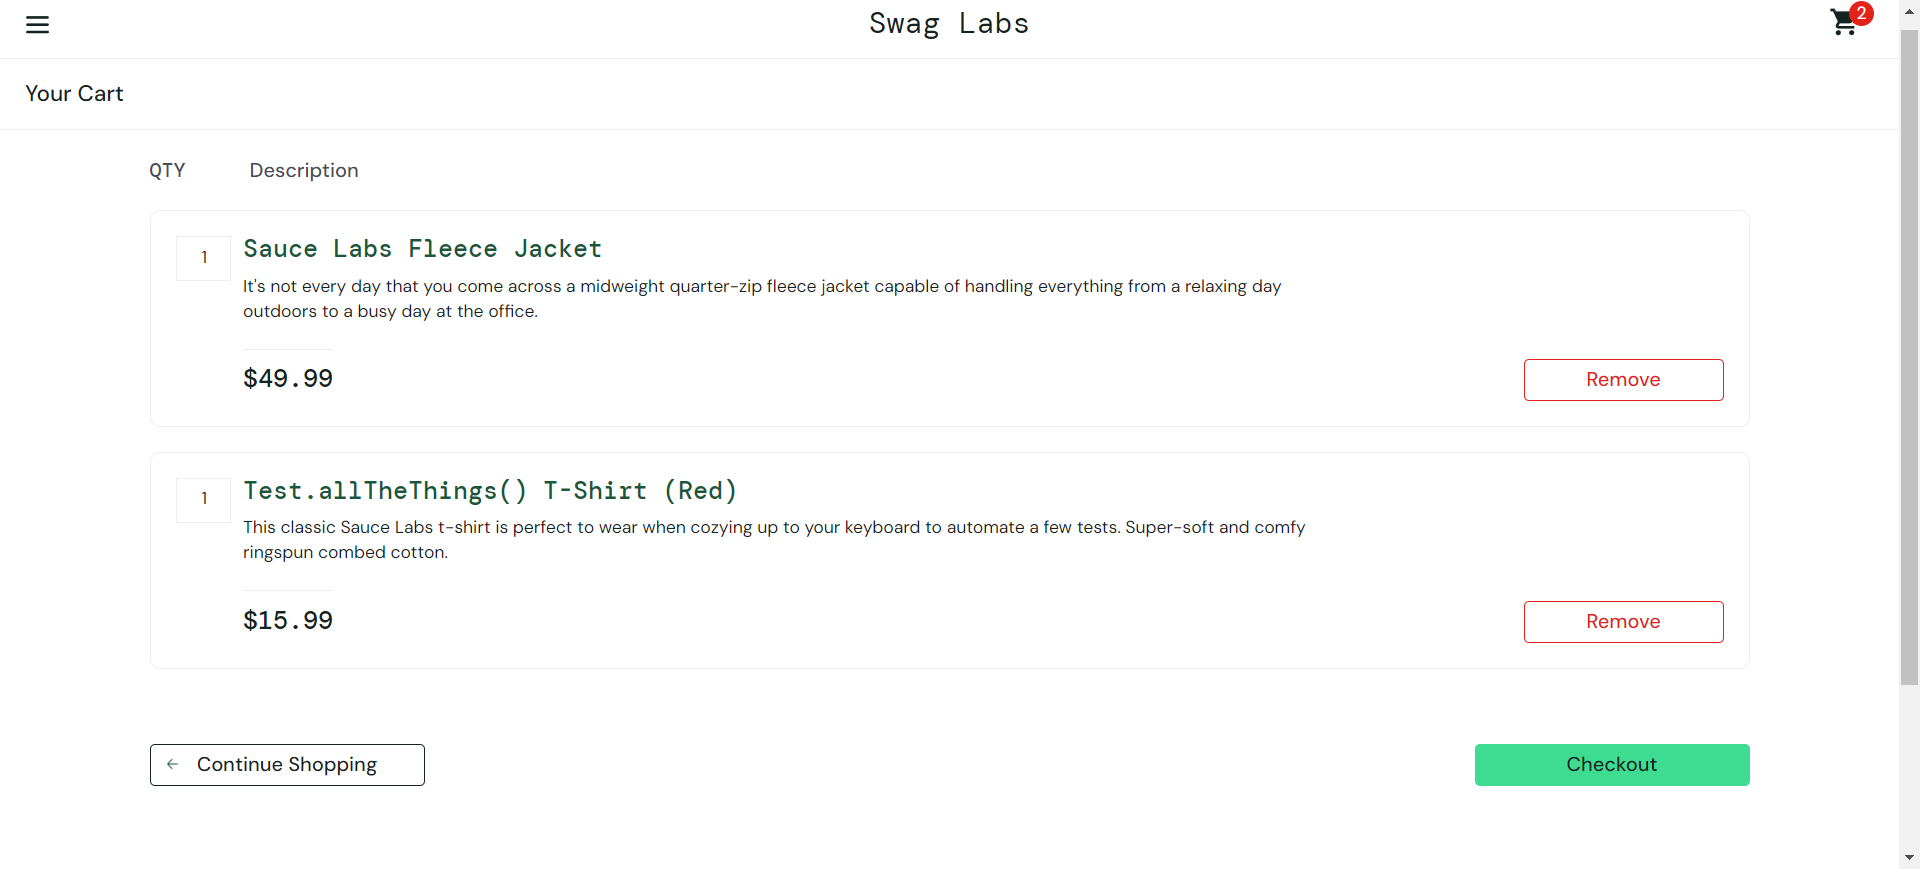 Swag Labs
2
Your Cart
QTY Description
1
Sauce Labs Fleece Jacket
It's not every day that you come across a midweight quarter-zip fleece jacket capable of handling everything from a relaxing day
outdoors to a busy day at the office.
$49.99
Remove
1
Test.allTheThings() T-Shirt (Red)
This classic Sauce Labs t-shirt is perfect to wear when cozying up to your keyboard to automate a few tests. Super-soft and comfy
ringspun combed cotton.
$15.99
Remove
Continue Shopping
Checkout